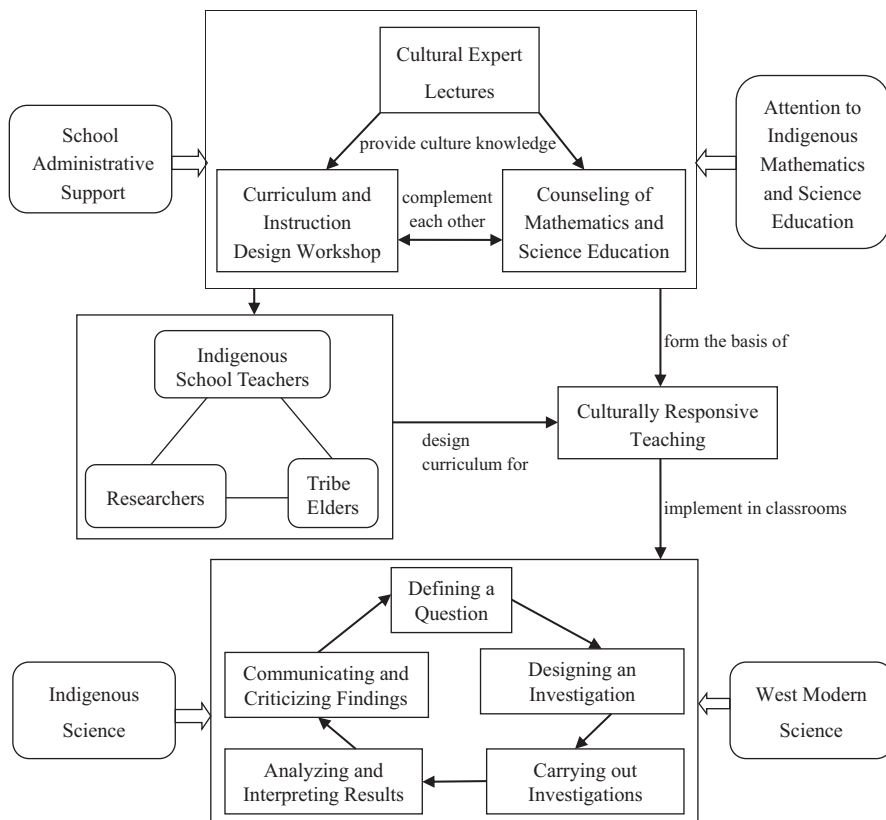 Cultural Expert
Lectures
School
Administrative
Support
Attention to
Indigenous
Mathematics
and Science
Education
provide culture knowledge
Curriculum and
Instruction
Design Workshop
complement
each other
Counseling of
Mathematics and
Science Education
Indigenous
School Teachers
Researchers
Tribe
Elders
form the basis of
design
curriculum for
Culturally Responsive
Teaching
implement in classrooms
Defining a
Question
Communicating and
Criticizing Findings
Designing an
Investigation
Indigenous
Science
West Modern
Science
Analyzing and
Interpreting Results
Carrying out
Investigations